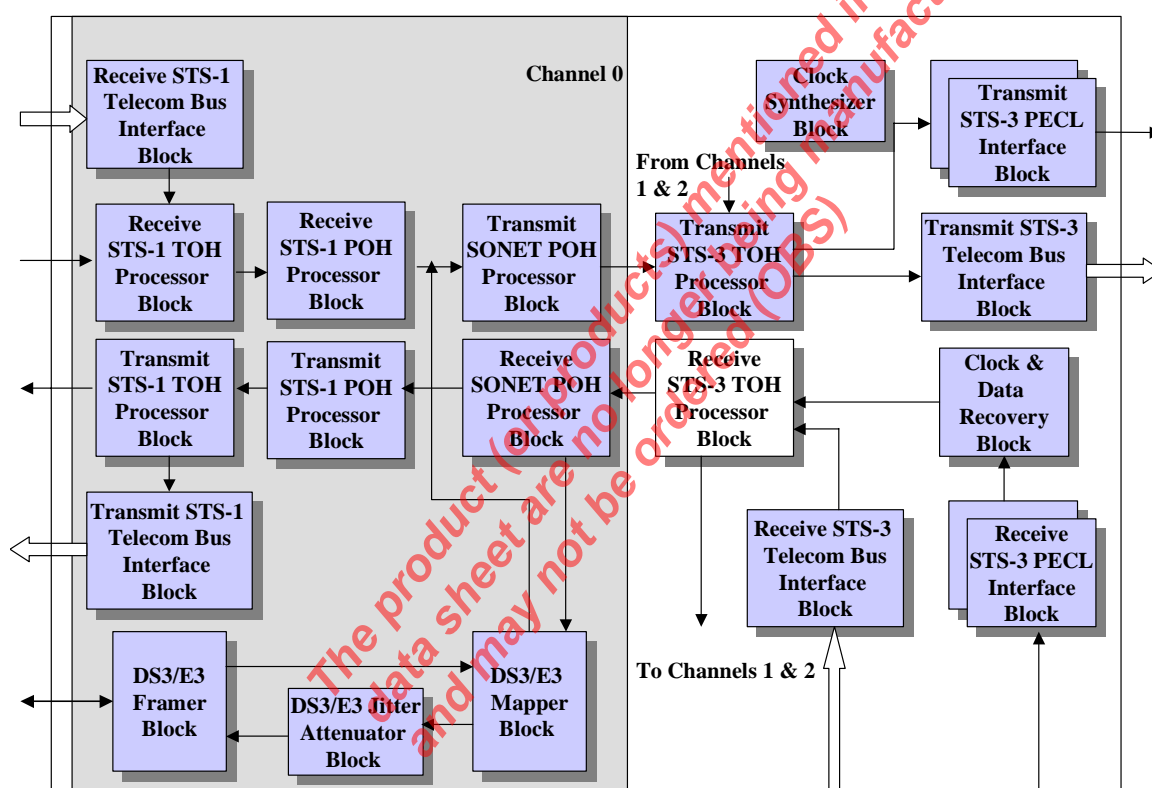 Channel 0
Receive STS-1
Telecom Bus
Interface
Block
Clock
Synthesizer
Block
Transmit
STS-3 PECL
Interface
Block
From Channels
1 & 2
Receive
STS-1 TOH
Processor
Block
Receive
STS-1 POH
Processor
Block
Transmit
SONET POH
Processor
Block
Transmit
STS-3 TOH
Processor
Block
Transmit STS-3
Telecom Bus
Interface
Block
Transmit
STS-1 TOH
Processor
Block
Transmit
STS-1 POH
Processor
Block
Receive
SONET POH
Processor
Block
Receive
STS-3 TOH
Processor
Block
Clock &
Data
Recovery
Block
Transmit STS-1
Telecom Bus
Interface
Block
Receive STS-3
Telecom Bus
Interface
Block
Receive
STS-3 PECL
Interface
Block
DS3/E3
Framer
Block
DS3/E3 Jitter
Attenuator
Block
DS3/E3
Mapper
Block
To Channels 1 & 2
The product (or products) mentioned in
data sheet are no longer being manufact
and may not be ordered (OBS)